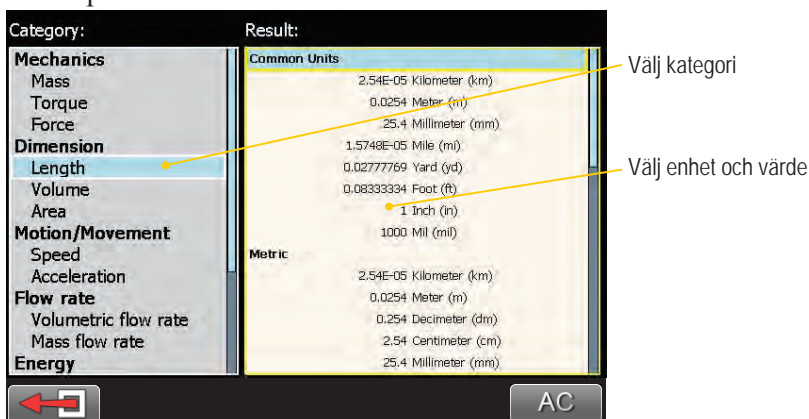 Category:
Mechanics
Mass
Torque
Force
Dimension
Length
Volume
Area
Motion/Movement
Speed
Acceleration
Flow rate
Volumetric flow rate
Mass flow rate
Energy
Result:
Common Units
2.54E-05 Kilometer (km)
0.0254 Meter (m)
25.4 Millimeter (mm)
1.5748E-05 Mile (mi)
0.02777769 Yard (yd)
0.08333334 Foot (ft)
1 Inch (in)
1000 Mil (mil)
Metric
2.54E-05 Kilometer (km)
0.0254 Meter (m)
0.254 Decimeter (dm)
2.54 Centimeter (cm)
25.4 Millimeter (mm)
AC
Välj kategori
Välj enhet och värde